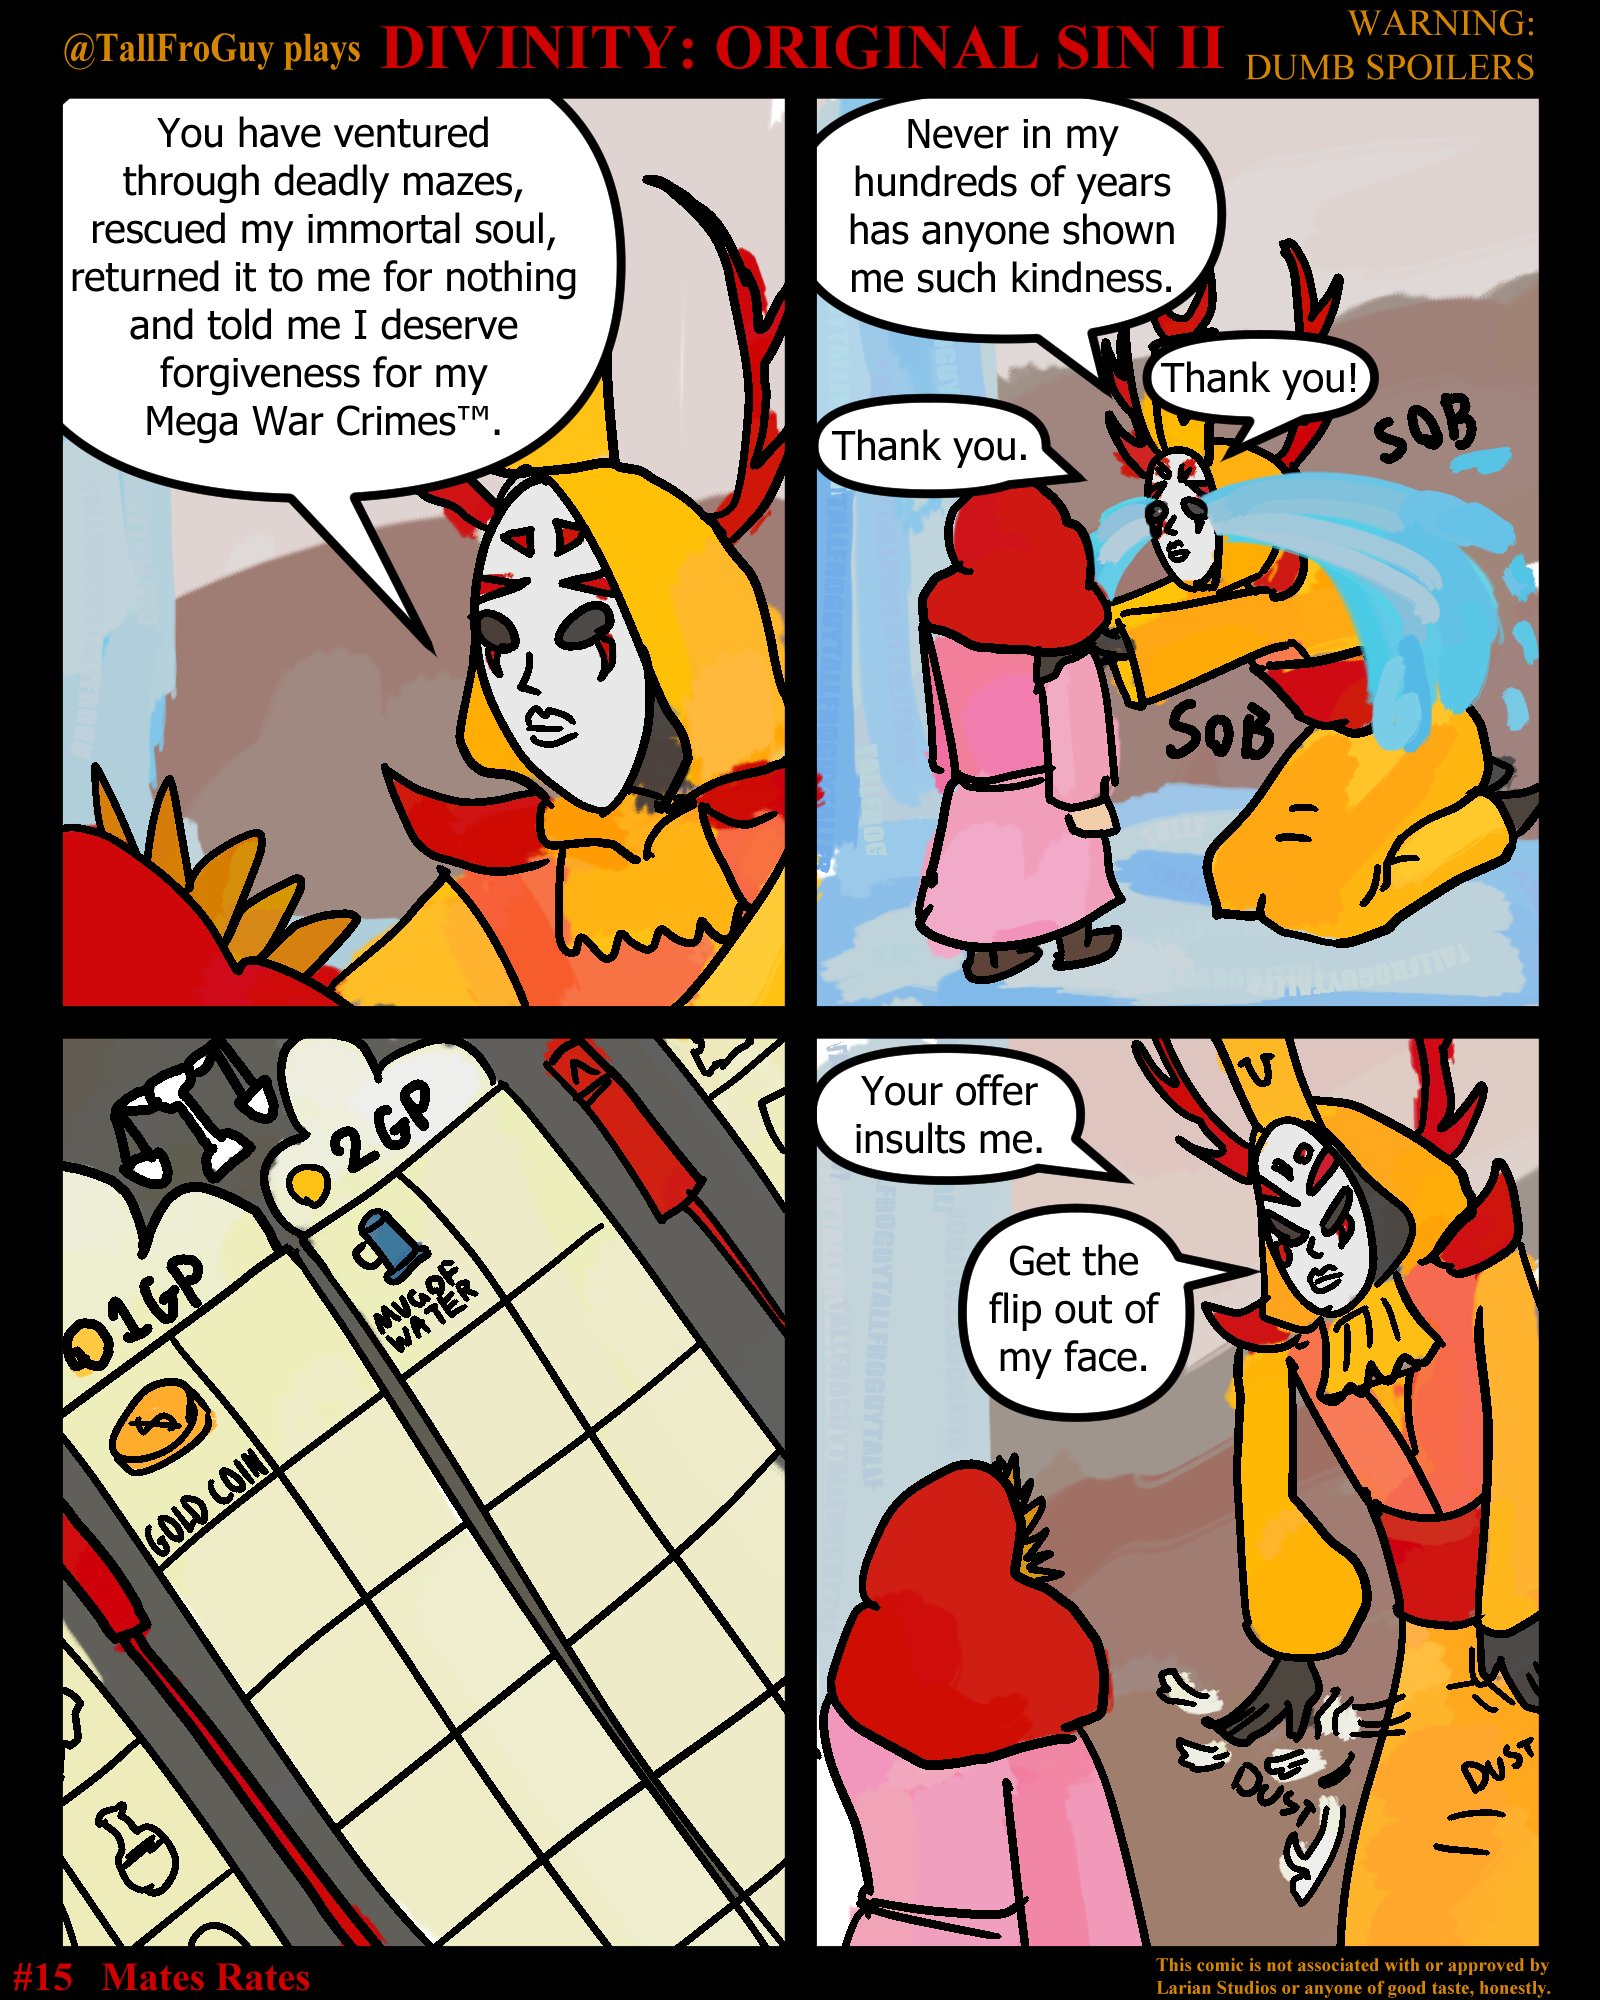 @TallFroGuy plays DIVINITY: ORIGINAL SIN II
WARNING:
DUMB SPOILERS
You have ventured
through deadly mazes,
rescued my immortal soul,
returned it to me for nothing
and told me I deserve
forgiveness for my
Mega War Crimes™.
Never in my
hundreds of years
has anyone shown
me such kindness.
Thank you!
Thank you.
SOB
SOB
2GP
MUG OF
WATER
1GP
GOLD COIN
Your offer
insults me.
Get the
flip out of
my face.
DUST
DUST
#15 Mates Rates
This comic is not associated with or approved by
Larian Studios or anyone of good taste, honestly.